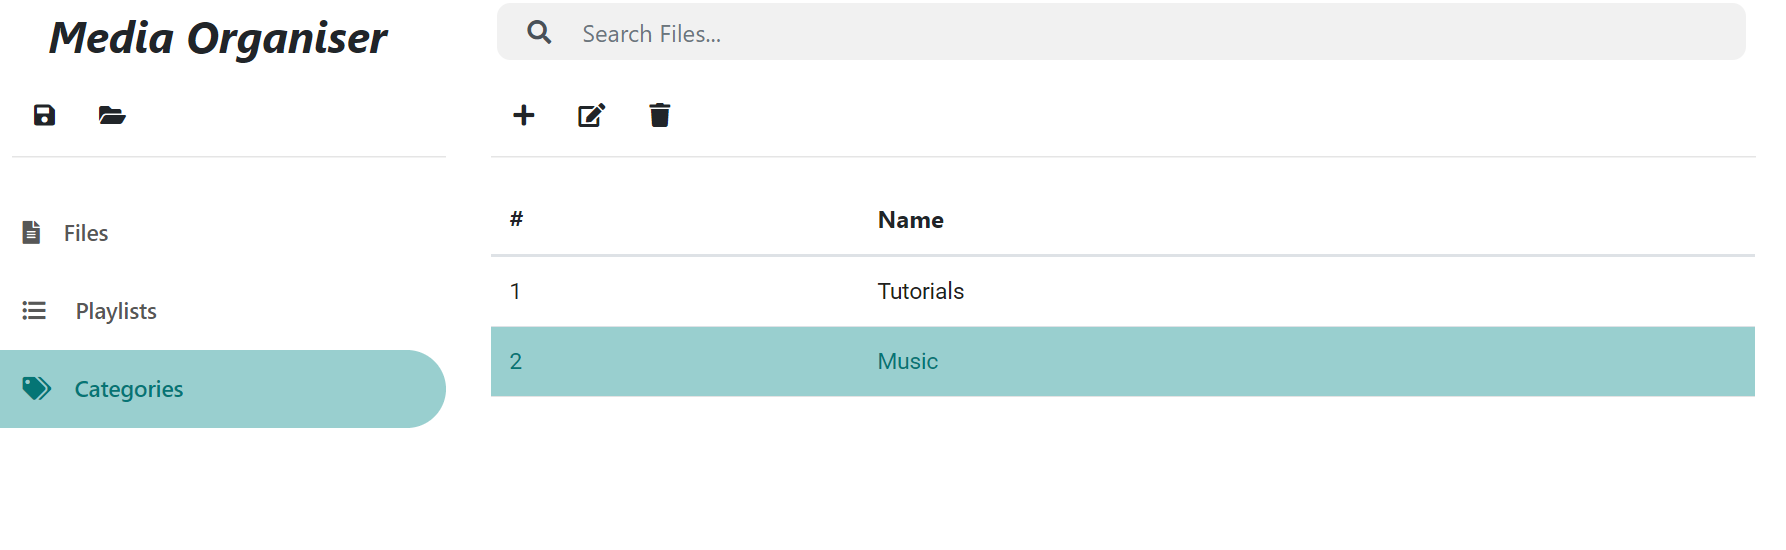 Media Organiser
Search Files...
Files
Playlists
Categories
# Name
1 Tutorials
2 Music